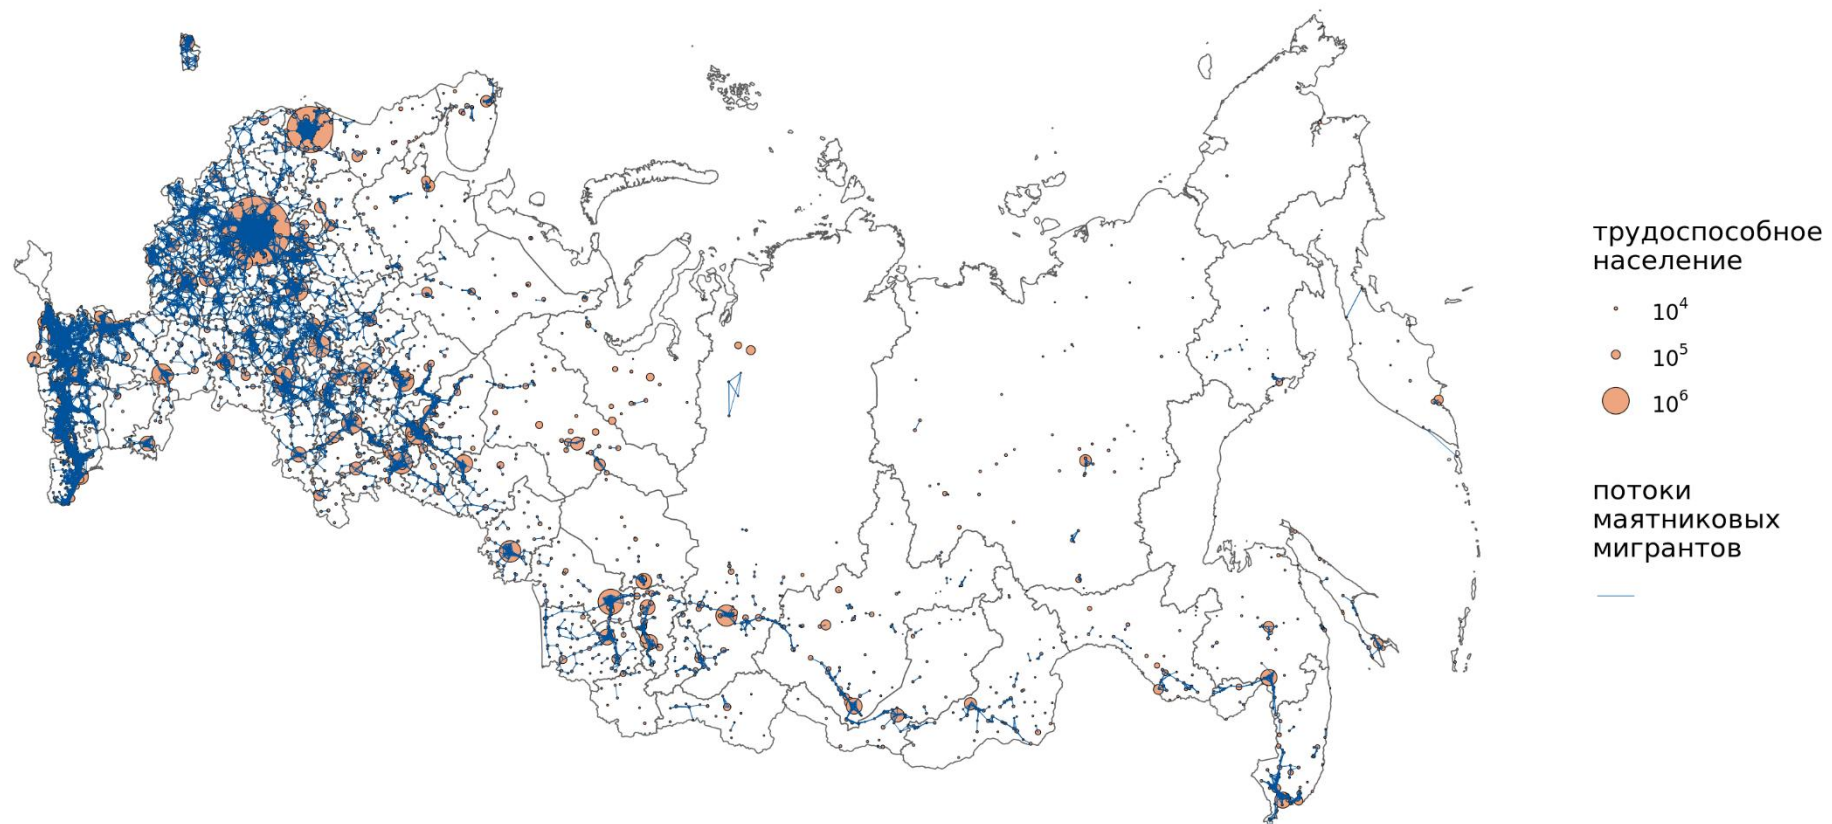 трудоспособное
население
10⁴
10⁵
10⁶
потоки
маятниковых
мигрантов